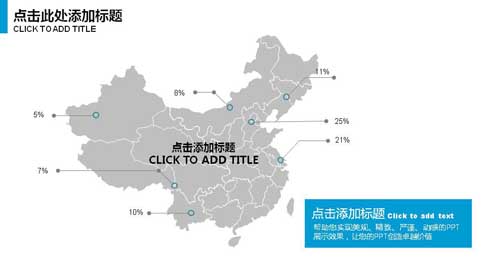 点击此处添加标题
CLICK TO ADD TITLE
11%
8%
5%
25%
21%
点击添加标题
CLICK TO ADD TITLE
7%
10%
点击添加标题 Click to add text
帮助您实现美观、精致、严谨、动感的PPT
展示效果，让您的PPT创造卓越价值